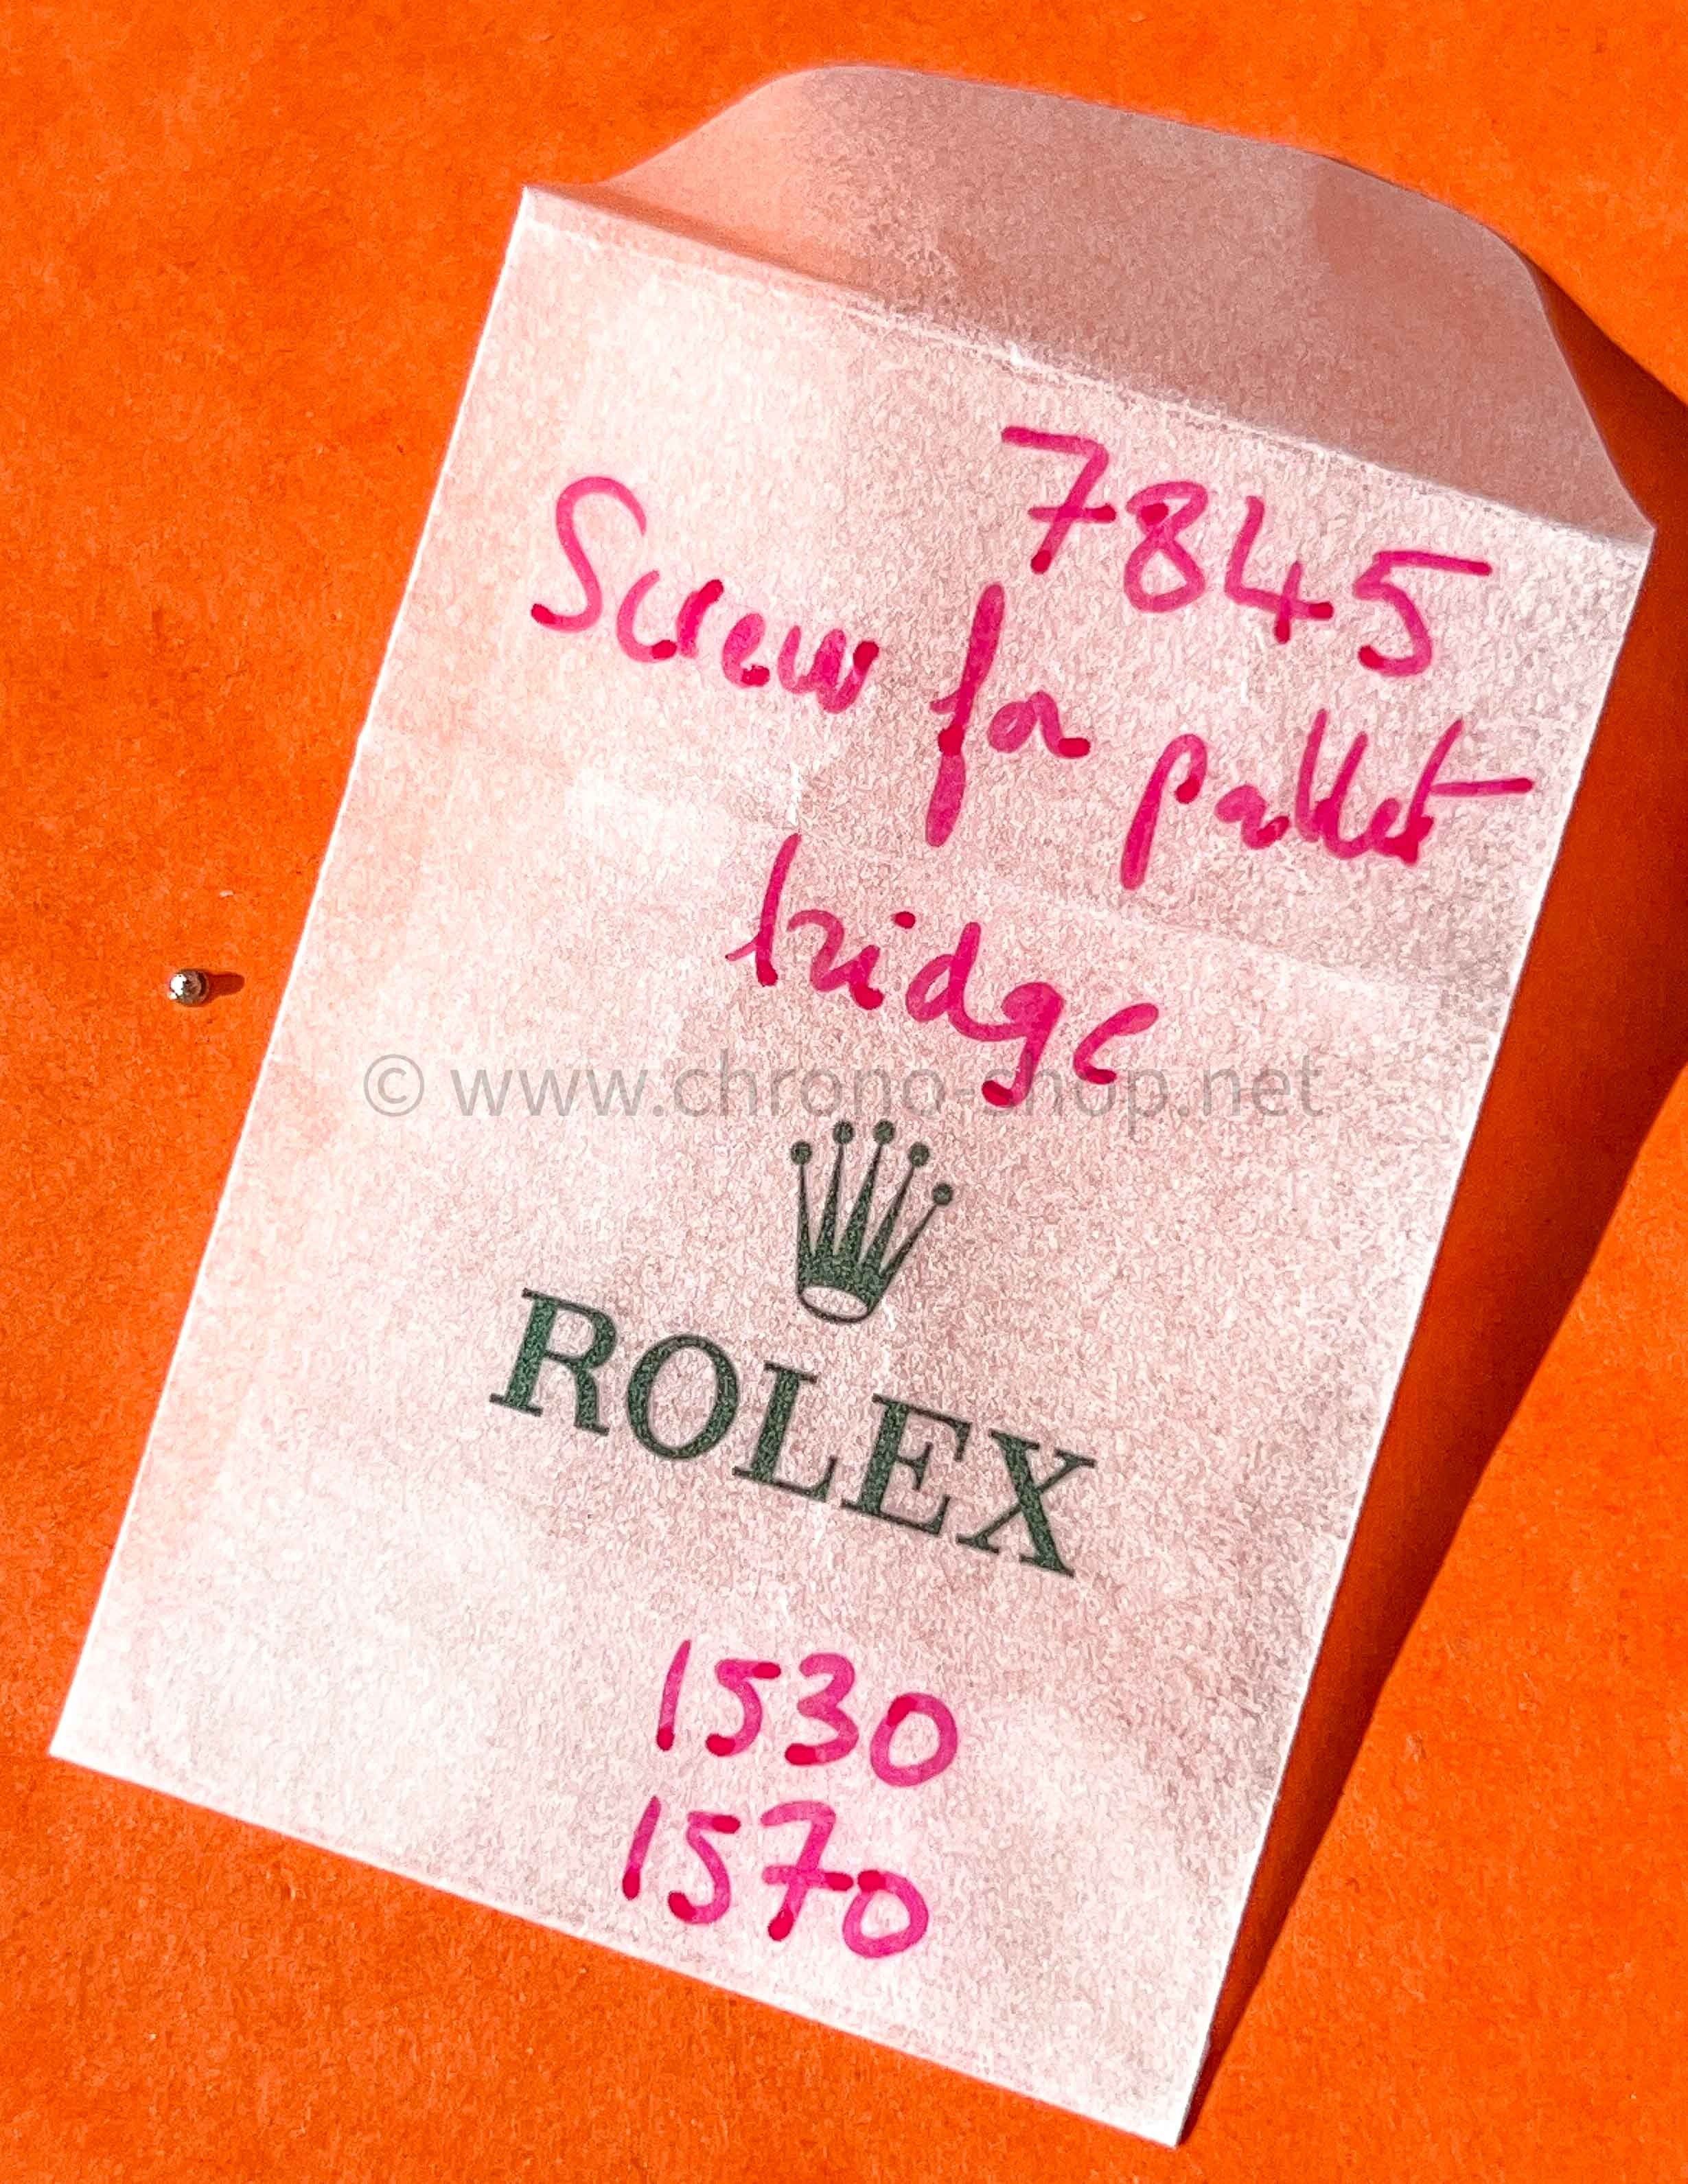 7845
Screw for pallet
bridge
© www.chrono-shop.net
ROLEX
1530
1570